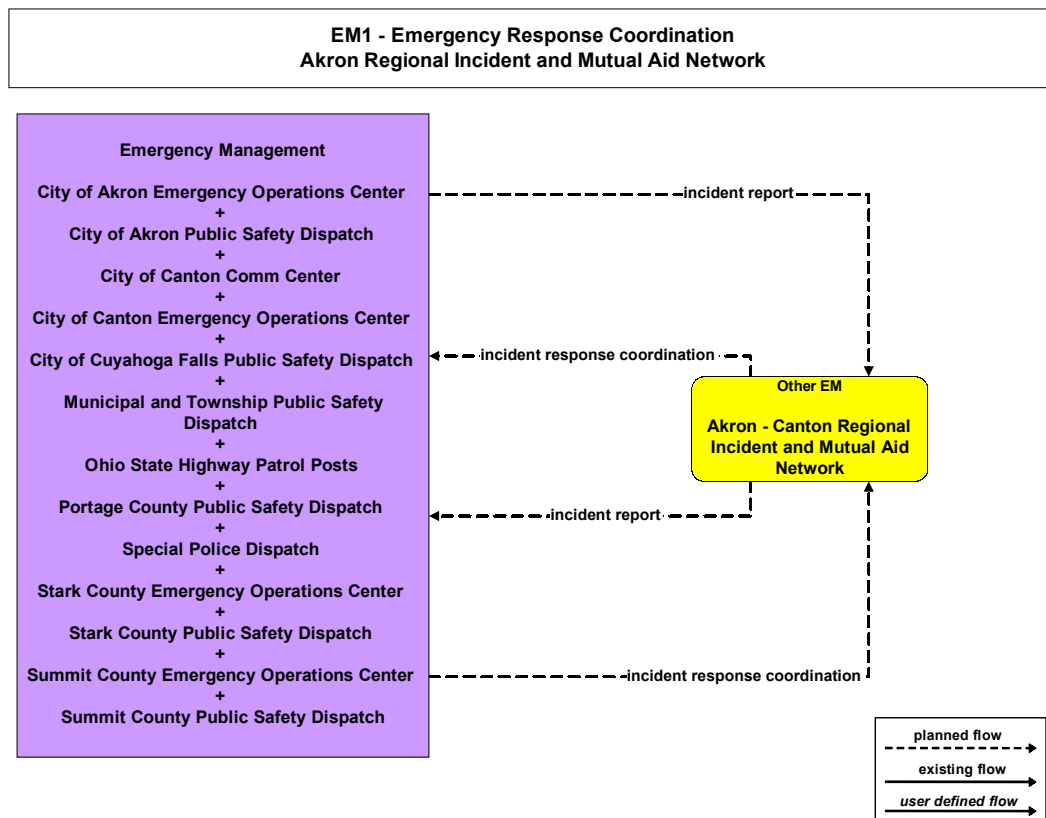 EM1 - Emergency Response Coordination
Akron Regional Incident and Mutual Aid Network
Emergency Management
City of Akron Emergency Operations Center
+
City of Akron Public Safety Dispatch
+
City of Canton Comm Center
+
City of Canton Emergency Operations Center
+
City of Cuyahoga Falls Public Safety Dispatch
+
Municipal and Township Public Safety
Dispatch
+
Ohio State Highway Patrol Posts
+
Portage County Public Safety Dispatch
+
Special Police Dispatch
+
Stark County Emergency Operations Center
+
Stark County Public Safety Dispatch
+
Summit County Emergency Operations Center
+
Summit County Public Safety Dispatch
incident report
incident response coordination
incident report
incident response coordination
Other EM
Akron - Canton Regional
Incident and Mutual Aid
Network
planned flow
existing flow
user defined flow